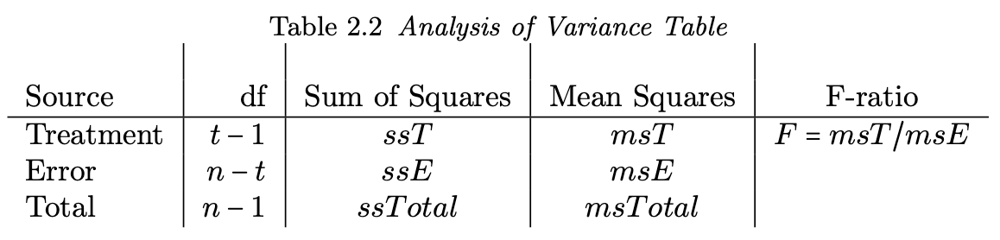 Table 2.2 Analysis of Variance Table
Source df Sum of Squares Mean Squares F-ratio
Treatment t − 1 ssT msT F = msT/msE
Error n − t ssE msE
Total n − 1 ssTotal msTotal